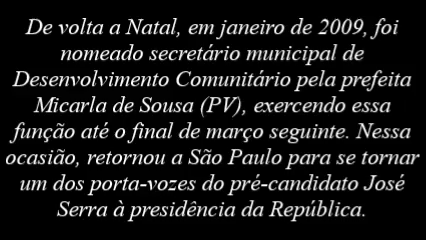 De volta a Natal, em janeiro de 2009, foi
nomeado secretário municipal de
Desenvolvimento Comunitário pela prefeita
Micarla de Sousa (PV), exercendo essa
função até o final de março seguinte. Nessa
ocasião, retornou a São Paulo para se tornar
um dos porta-vozes do pré-candidato José
Serra à presidência da República.